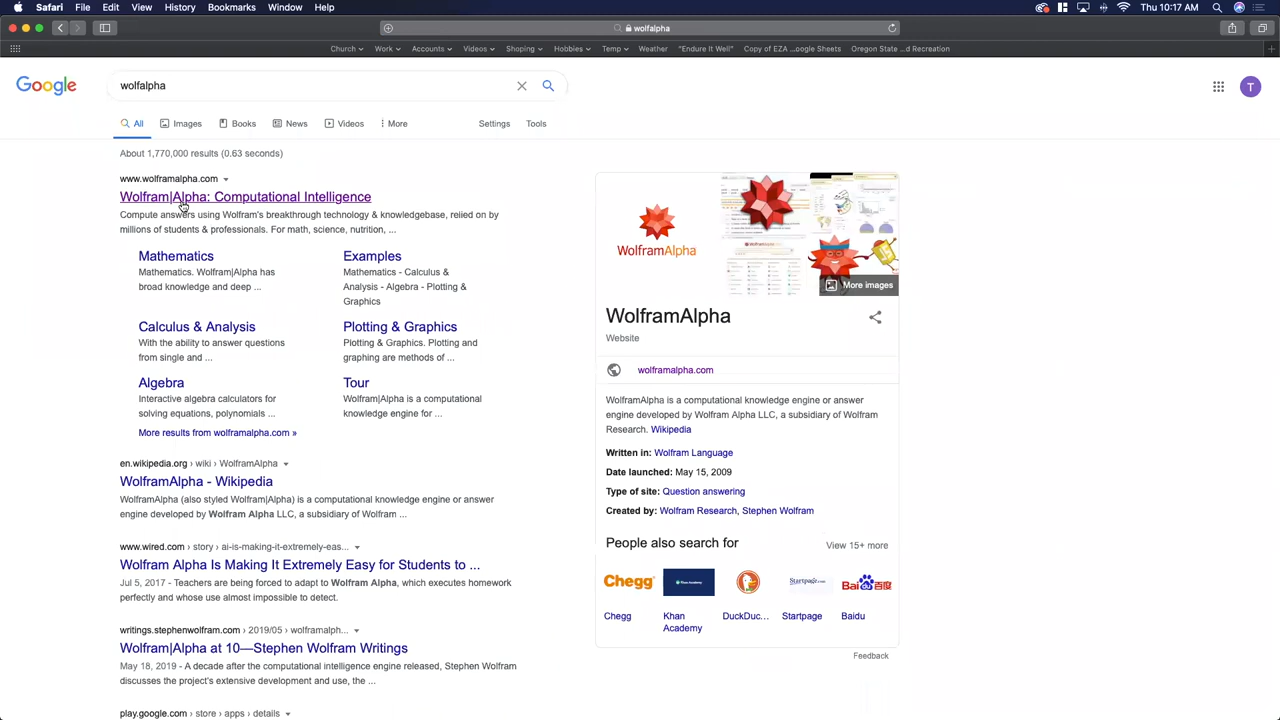 Safari File Edit View History Bookmarks Window Help
Thu 10:17 AM
wolfalpha
Church Work Accounts Videos Shoping Hobbies Temp Weather "Endure It Well" Copy of EZA ...oogle Sheets Oregon State ...d Recreation
Google
wolfalpha
T
All Images Books News Videos More Settings Tools
About 1,770,000 results (0.63 seconds)
www.wolframalpha.com
Wolfram|Alpha: Computational Intelligence
Compute answers using Wolfram's breakthrough technology & knowledgebase, relied on by
millions of students & professionals. For math, science, nutrition, ...
Mathematics
Mathematics. Wolfram|Alpha has
broad knowledge and deep ...
Examples
Mathematics - Calculus &
Analysis - Algebra - Plotting &
Graphics
Calculus & Analysis
With the ability to answer questions
from single and ...
Plotting & Graphics
Plotting & Graphics. Plotting and
graphing are methods of ...
Algebra
Interactive algebra calculators for
solving equations, polynomials ...
Tour
Wolfram|Alpha is a computational
knowledge engine for ...
More results from wolframalpha.com »
en.wikipedia.org › wiki › WolframAlpha
WolframAlpha - Wikipedia
WolframAlpha (also styled Wolfram|Alpha) is a computational knowledge engine or answer
engine developed by Wolfram Alpha LLC, a subsidiary of Wolfram ...
www.wired.com › story › ai-is-making-it-extremely-eas...
Wolfram Alpha Is Making It Extremely Easy for Students to ...
Jul 5, 2017 - Teachers are being forced to adapt to Wolfram Alpha, which executes homework
perfectly and whose use almost impossible to detect.
writings.stephenwolfram.com › 2019/05 › wolframalph...
Wolfram|Alpha at 10—Stephen Wolfram Writings
May 18, 2019 - A decade after the computational intelligence engine released, Stephen Wolfram
discusses the project's extensive development and use, the ...
play.google.com › store › apps › details
WolframAlpha
More images
WolframAlpha
Website
wolframalpha.com
WolframAlpha is a computational knowledge engine or answer
engine developed by Wolfram Alpha LLC, a subsidiary of Wolfram
Research. Wikipedia
Written in: Wolfram Language
Date launched: May 15, 2009
Type of site: Question answering
Created by: Wolfram Research, Stephen Wolfram
People also search for
View 15+ more
Chegg Startpage.com Bai du 百度
Chegg
Khan
Academy
DuckDuc...
Startpage
Baidu
Feedback